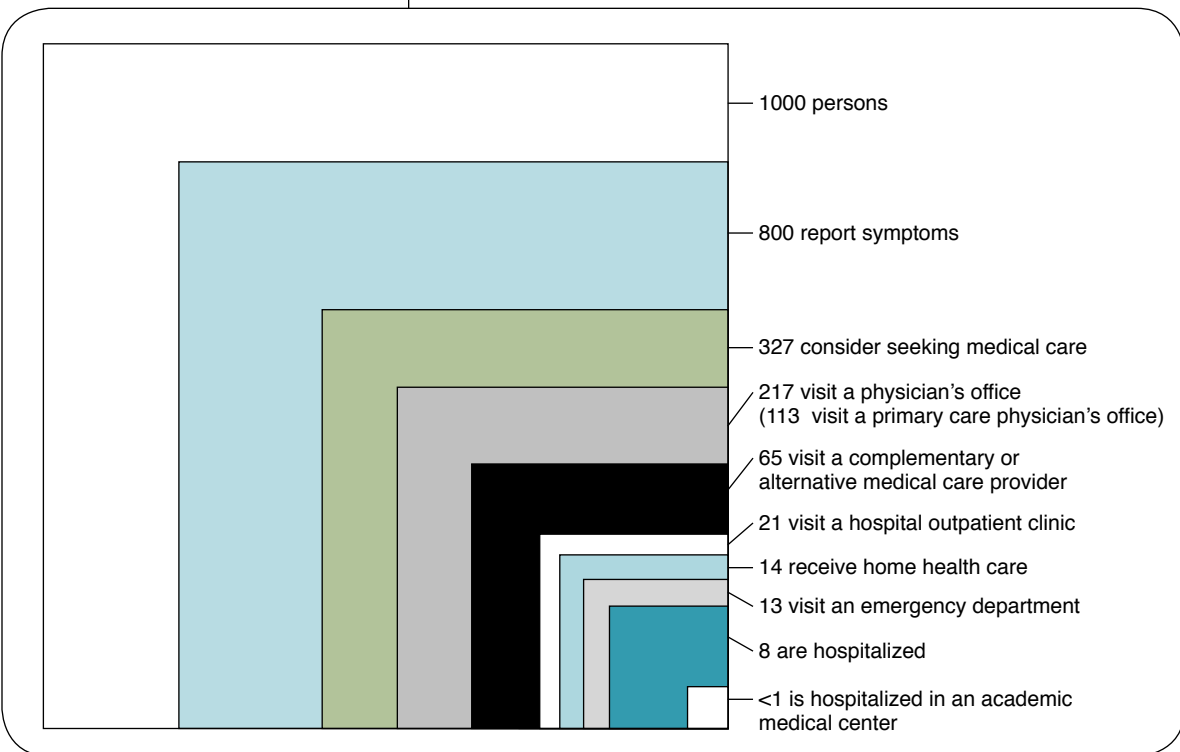 1000 persons
800 report symptoms
327 consider seeking medical care
217 visit a physician’s office
(113  visit a primary care physician’s office)
65 visit a complementary or
alternative medical care provider
21 visit a hospital outpatient clinic
14 receive home health care
13 visit an emergency department
8 are hospitalized
<1 is hospitalized in an academic
medical center